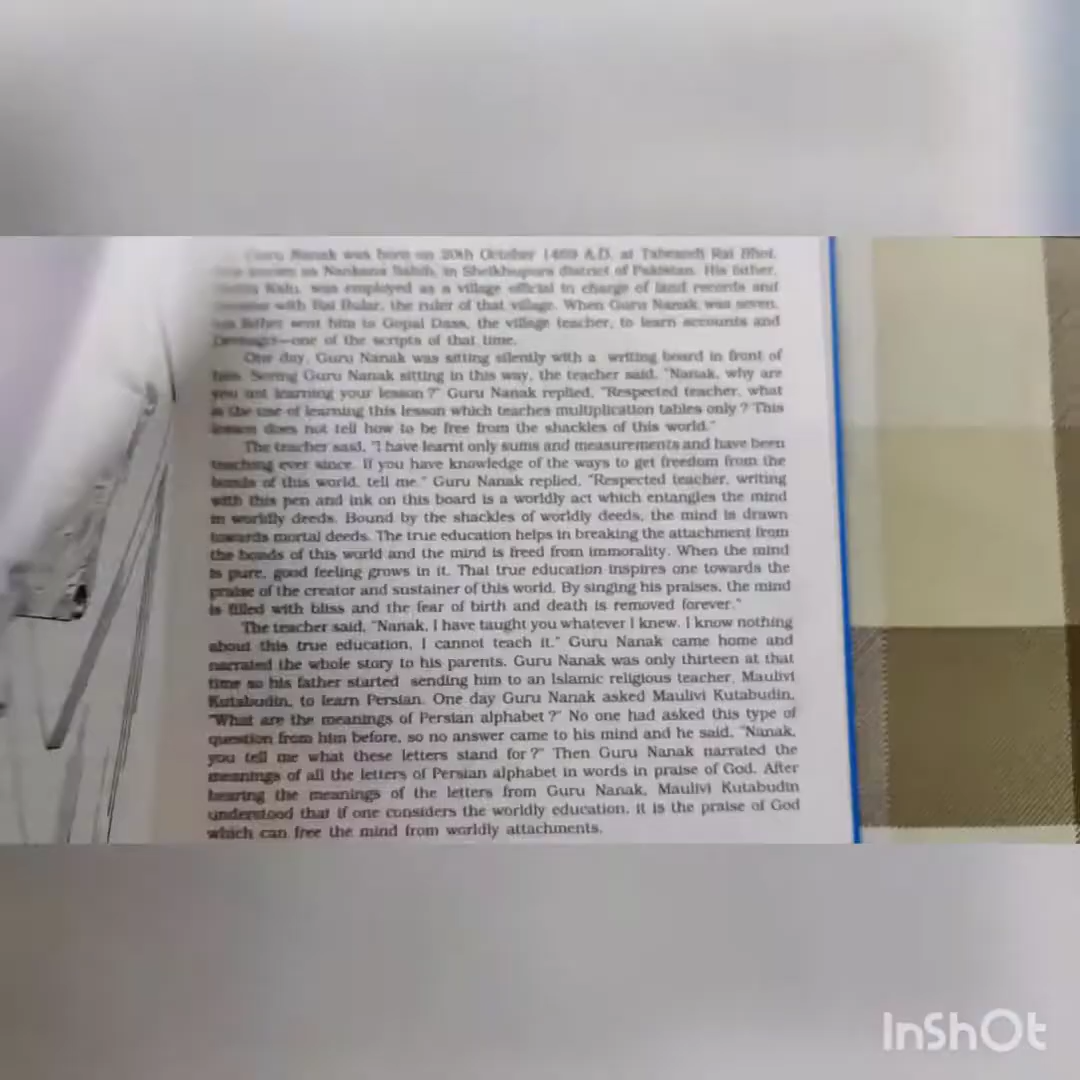 Guru Nanak was born on 20th October 1469 A.D. at Talwandi Rai Bhoi,
known as Nankana Sahib, in Sheikhupura district of Pakistan. His father,
Kalu, was employed as a village official in charge of land records and
with Rai Bular, the ruler of that village. When Guru Nanak was seven,
his father sent him to Gopal Dass, the village teacher, to learn accounts and
Devnagri—one of the scripts of that time.
One day, Guru Nanak was sitting silently with a writing board in front of
him. Seeing Guru Nanak sitting in this way, the teacher said, "Nanak, why are
you not learning your lesson ?" Guru Nanak replied, "Respected teacher, what
is the use of learning this lesson which teaches multiplication tables only ? This
lesson does not tell how to be free from the shackles of this world."
The teacher said, "I have learnt only sums and measurements and have been
teaching ever since. If you have knowledge of the ways to get freedom from the
bonds of this world, tell me." Guru Nanak replied, "Respected teacher, writing
with this pen and ink on this board is a worldly act which entangles the mind
in worldly deeds. Bound by the shackles of worldly deeds, the mind is drawn
towards mortal deeds. The true education helps in breaking the attachment from
the bonds of this world and the mind is freed from immorality. When the mind
is pure, good feeling grows in it. That true education inspires one towards the
praise of the creator and sustainer of this world. By singing his praises, the mind
is filled with bliss and the fear of birth and death is removed forever."
The teacher said, "Nanak, I have taught you whatever I knew. I know nothing
about this true education, I cannot teach it." Guru Nanak came home and
narrated the whole story to his parents. Guru Nanak was only thirteen at that
time so his father started sending him to an Islamic religious teacher, Maulivi
Kutabudin, to learn Persian. One day Guru Nanak asked Maulivi Kutabudin,
"What are the meanings of Persian alphabet ?" No one had asked this type of
question from him before, so no answer came to his mind and he said, "Nanak,
you tell me what these letters stand for ?" Then Guru Nanak narrated the
meanings of all the letters of Persian alphabet in words in praise of God. After
hearing the meanings of the letters from Guru Nanak, Maulivi Kutabudin
understood that if one considers the worldly education, it is the praise of God
which can free the mind from worldly attachments.
InShOt